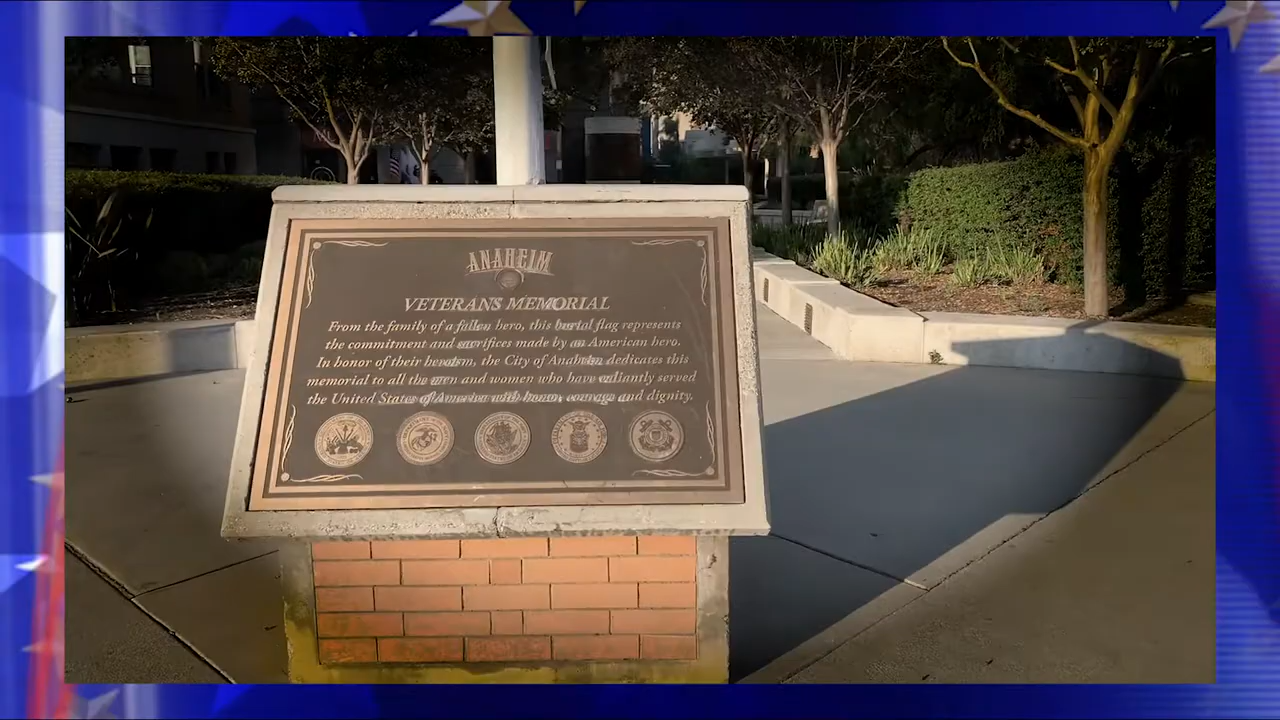 ANAHEIM
VETERANS MEMORIAL
From the family of a fallen hero, this burial flag represents
the commitment and sacrifices made by an American hero.
In honor of their heroism, the City of Anaheim dedicates this
memorial to all the men and women who have valiantly served
the United States of America with honor, courage and dignity.